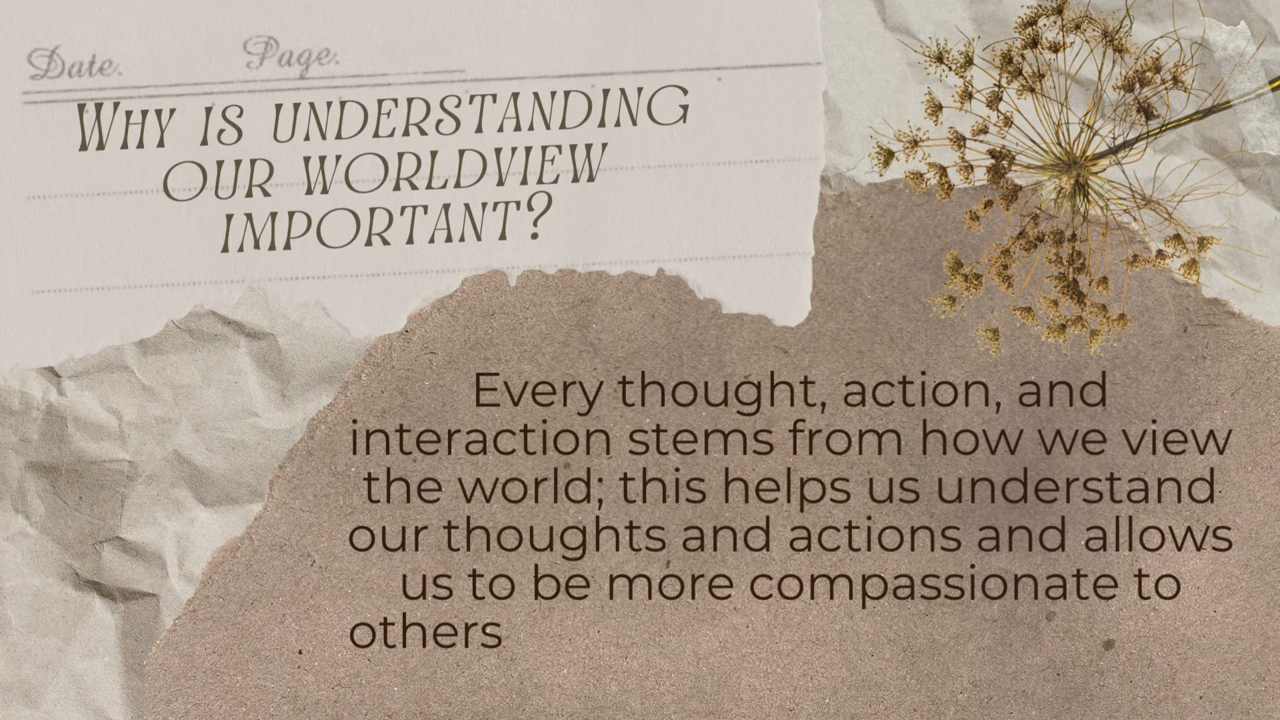 Date. Page.
WHY IS UNDERSTANDING
OUR WORLDVIEW
IMPORTANT?
Every thought, action, and
interaction stems from how we view
the world; this helps us understand
our thoughts and actions and allows
us to be more compassionate to
others